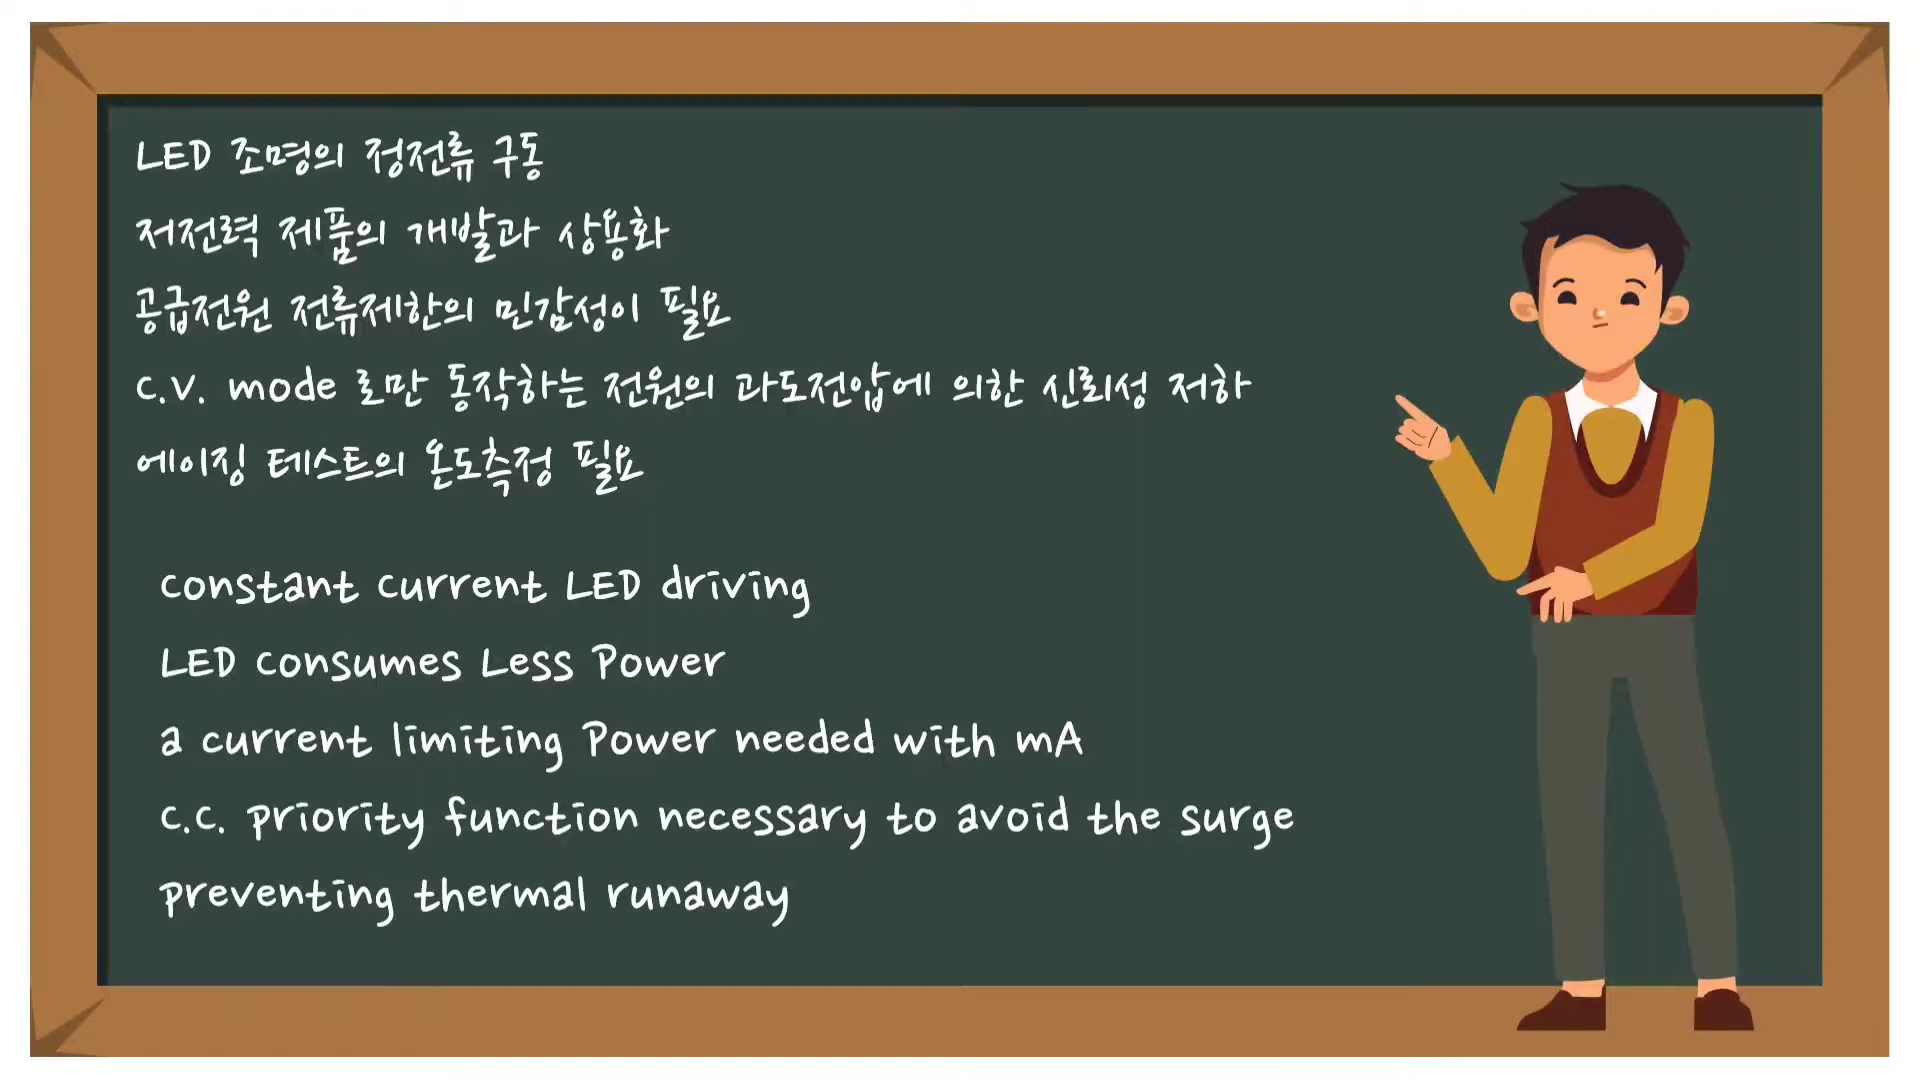 LED 조명의 정전류 구동
저전력 제품의 개발과 상용화
공급전원 전류제한의 민감성이 필요
c.v. mode 로만 동작하는 전원의 과도전압에 의한 신뢰성 저하
에이징 테스트의 온도측정 필요
constant current LED driving
LED consumes Less Power
a current limiting Power needed with mA
c.c. priority function necessary to avoid the surge
preventing thermal runaway